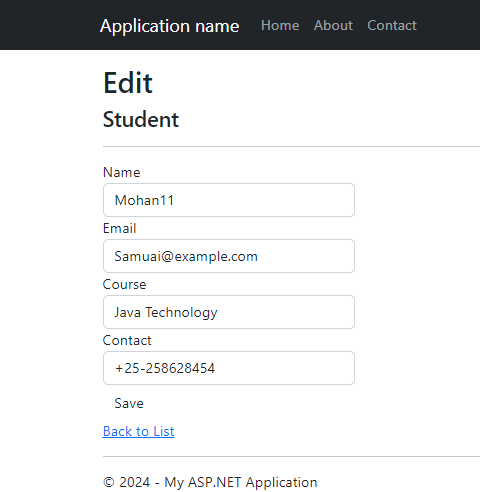 Application name Home About Contact
Edit
Student
Name
Mohan11
Email
Samuai@example.com
Course
Java Technology
Contact
+25-258628454
Save
Back to List
© 2024 - My ASP.NET Application